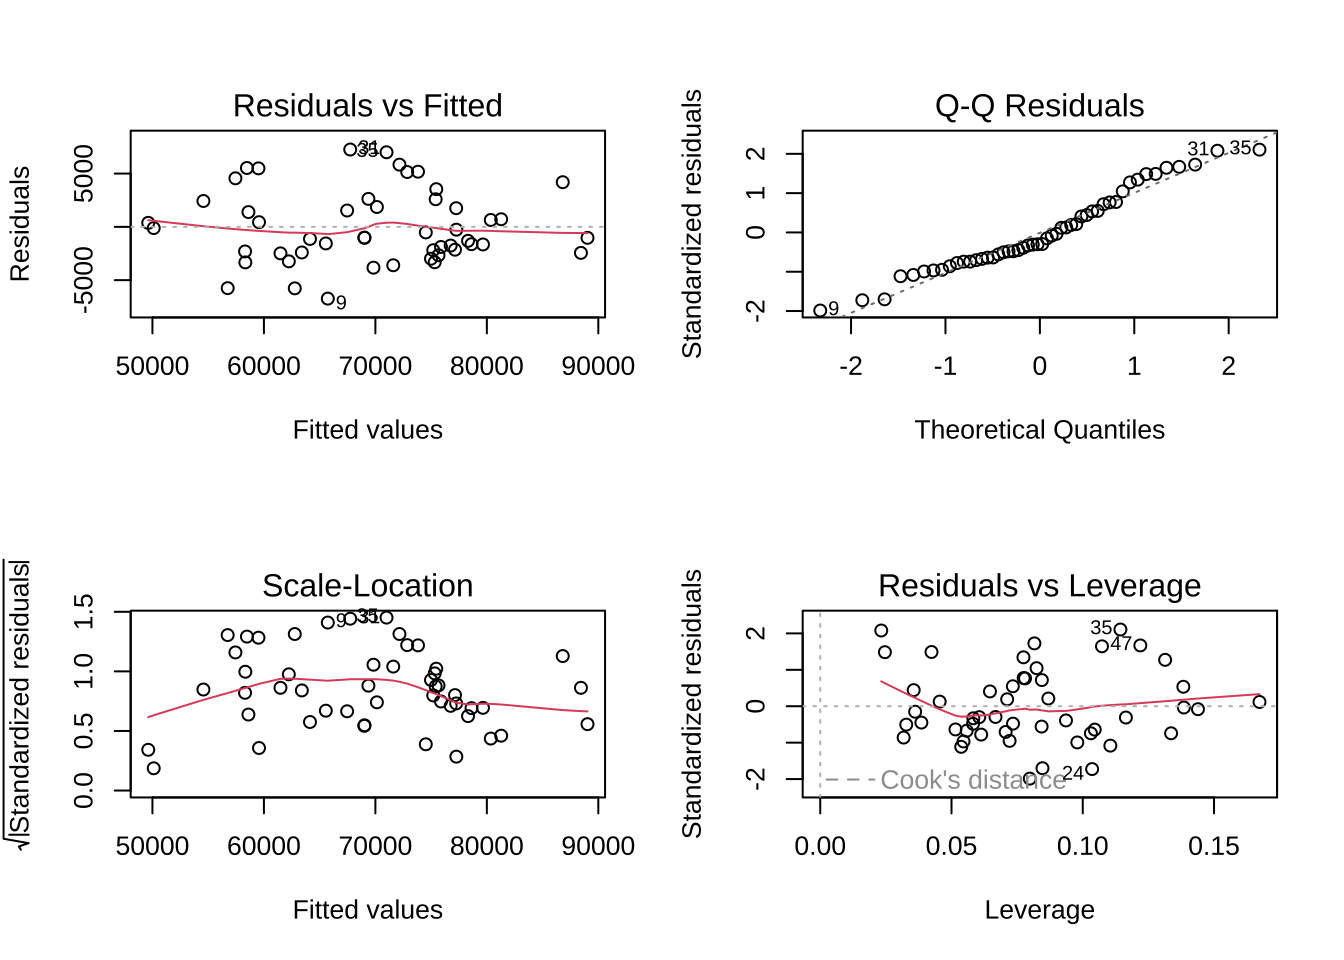 Residuals vs Fitted
Residuals
5000
0
-5000
31
35
9
50000 60000 70000 80000 90000
Fitted values
Q-Q Residuals
Standardized residuals
2
1
0
-2
31
35
9
-2 -1 0 1 2
Theoretical Quantiles
Scale-Location
√|Standardized residuals|
1.5
1.0
0.5
0.0
9
35
31
50000 60000 70000 80000 90000
Fitted values
Residuals vs Leverage
Standardized residuals
2
0
-2
35
47
24
Cook's distance
0.00 0.05 0.10 0.15
Leverage